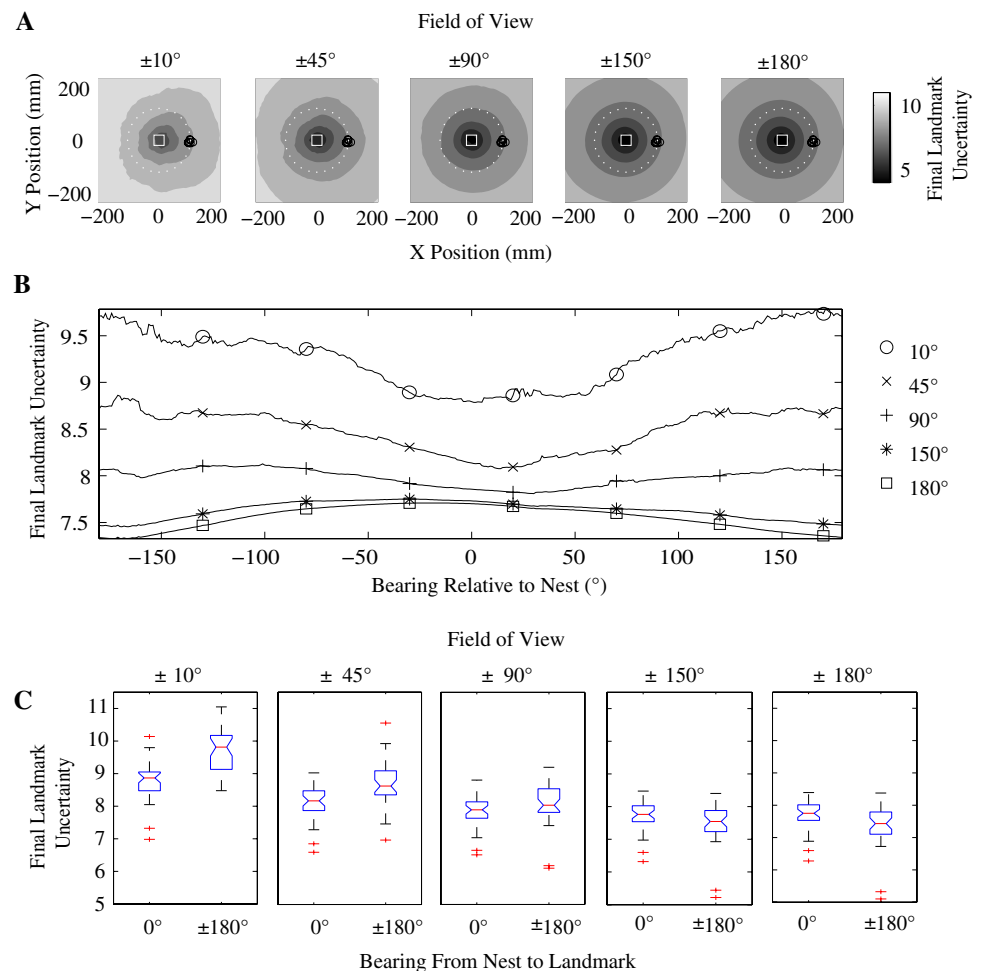 A
Field of View
±10° ±45° ±90° ±150° ±180°
Y Position (mm)
200
0
−200
−200 0 200 −200 0 200 −200 0 200 −200 0 200 −200 0 200
X Position (mm)
10
5
Final Landmark
Uncertainty
B
Final Landmark Uncertainty
9.5
9
8.5
8
7.5
−150 −100 −50 0 50 100 150
Bearing Relative to Nest (°)
10°
45°
90°
150°
180°
Field of View
C
± 10° ± 45° ± 90° ± 150° ± 180°
Final Landmark
Uncertainty
11
10
9
8
7
6
5
0° ±180° 0° ±180° 0° ±180° 0° ±180° 0° ±180°
Bearing From Nest to Landmark